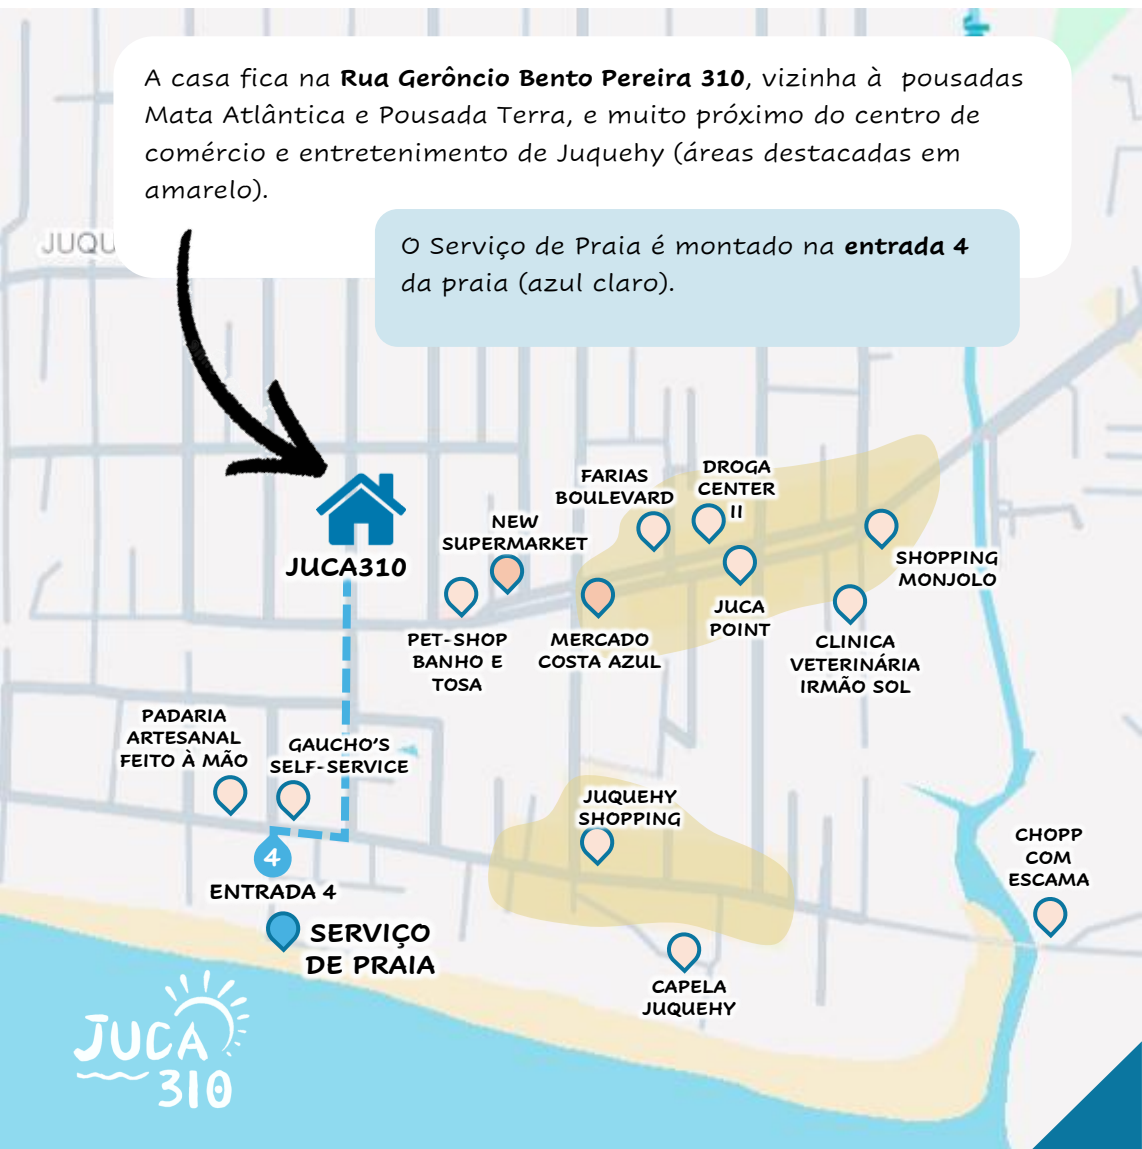 A casa fica na Rua Gerôncio Bento Pereira 310, vizinha à pousadas
Mata Atlântica e Pousada Terra, e muito próximo do centro de
comércio e entretenimento de Juquehy (áreas destacadas em
amarelo).
JUQU
O Serviço de Praia é montado na entrada 4
da praia (azul claro).
JUCA310
FARIAS
BOULEVARD
DROGA
CENTER
II
NEW
SUPERMARKET
SHOPPING
MONJOLO
PET-SHOP
BANHO E
TOSA
MERCADO
COSTA AZUL
JUCA
POINT
CLINICA
VETERINÁRIA
IRMÃO SOL
PADARIA
ARTESANAL
FEITO À MÃO
GAUCHO'S
SELF-SERVICE
JUQUEHY
SHOPPING
CHOPP
COM
ESCAMA
4
ENTRADA 4
SERVIÇO
DE PRAIA
CAPELA
JUQUEHY
JUCA
310